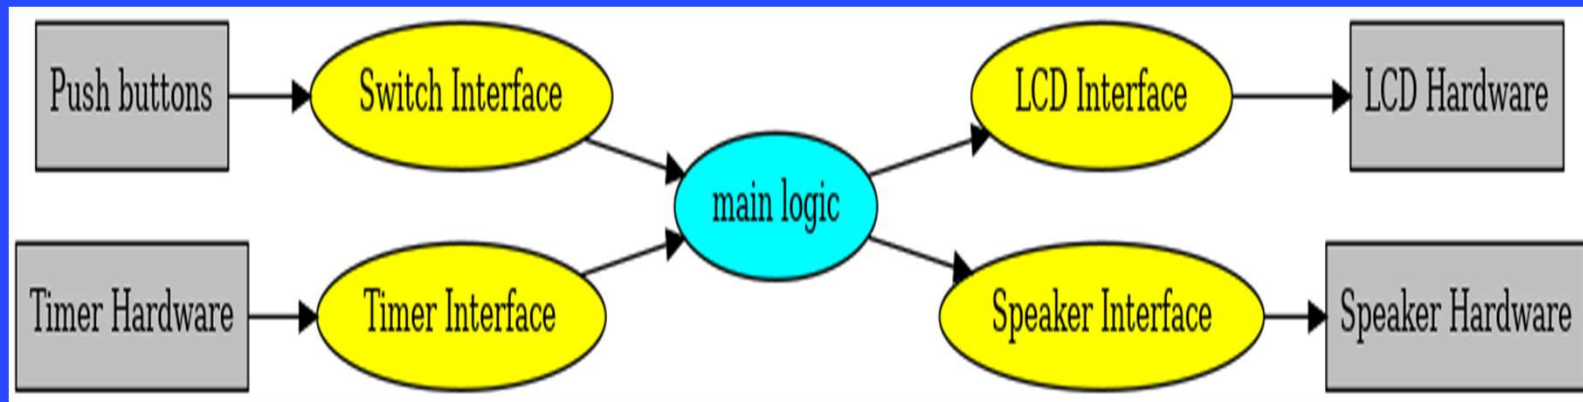 Push buttons
Switch Interface
LCD Interface
LCD Hardware
main logic
Timer Hardware
Timer Interface
Speaker Interface
Speaker Hardware